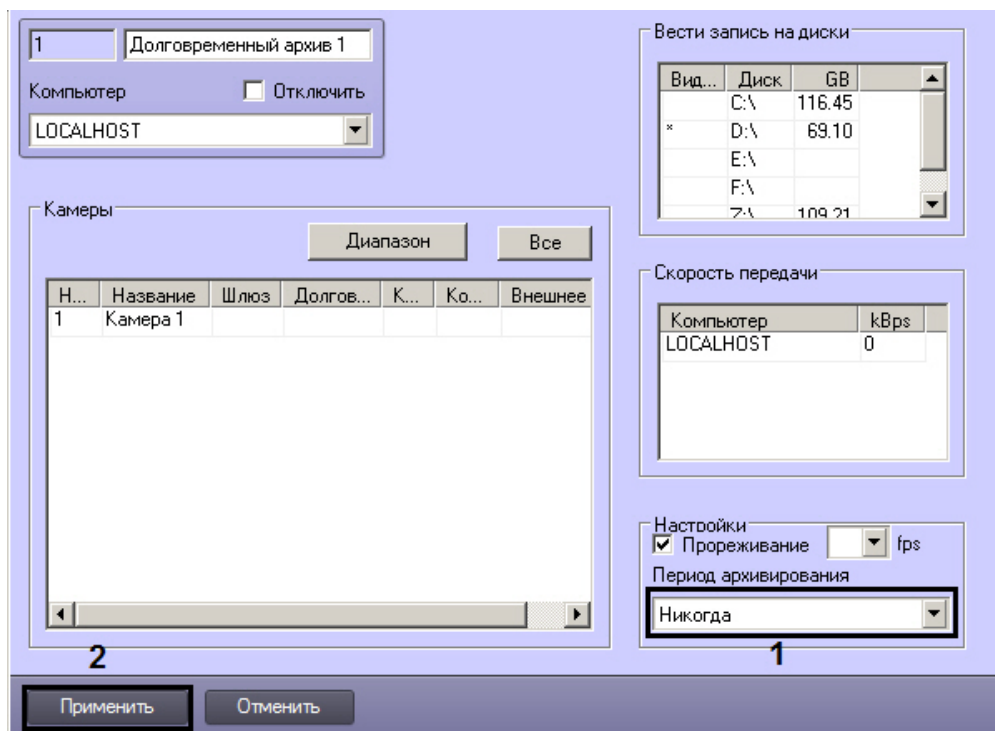 1 Долговременный архив 1
Компьютер Отключить
LOCALHOST
Камеры
Диапазон Все
Н... Название Шлюз Долгов... К... Ко... Внешнее
1 Камера 1
Вести запись на диски
Вид... Диск GB
C:\ 116.45
* D:\ 69.10
E:\
F:\
Z:\ 109.21
Скорость передачи
Компьютер kBps
LOCALHOST 0
Настройки
Прореживание fps
Период архивирования
Никогда
1
2
Применить Отменить